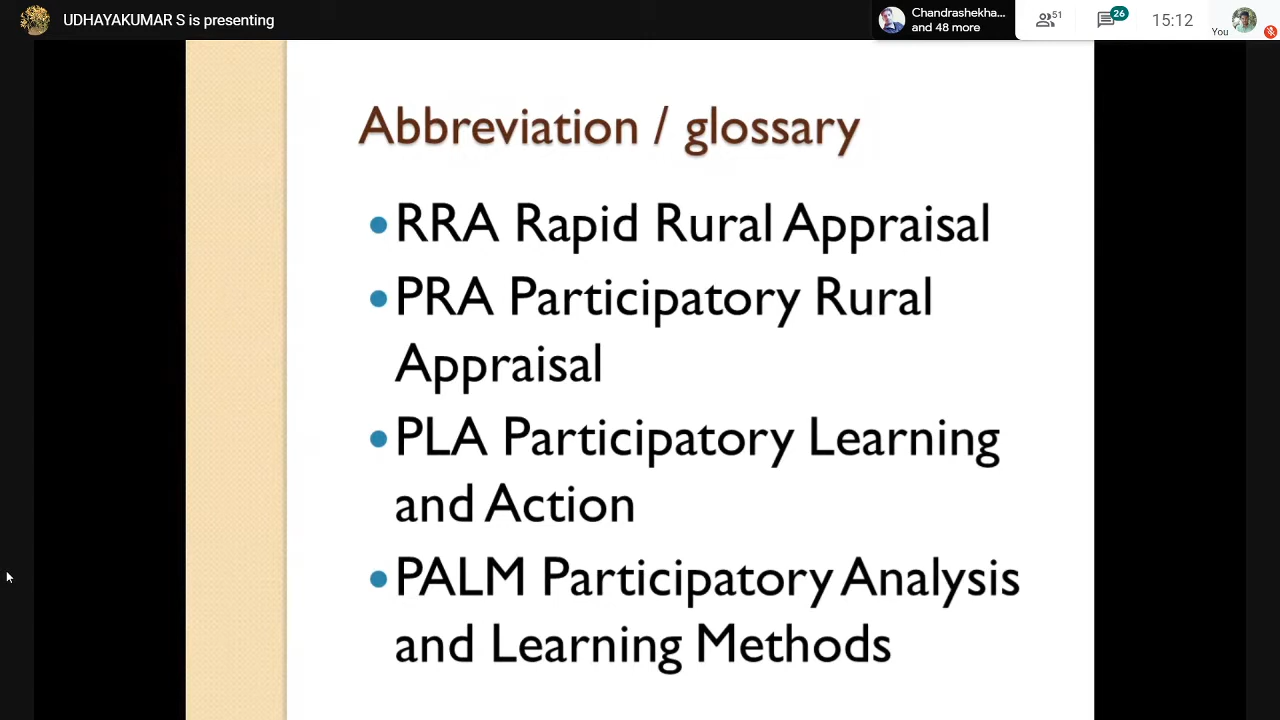 UDHAYAKUMAR S is presenting
Chandrashekha...
and 48 more
51
26
15:12
You
Abbreviation / glossary
•RRA Rapid Rural Appraisal
•PRA Participatory Rural
Appraisal
•PLA Participatory Learning
and Action
•PALM Participatory Analysis
and Learning Methods